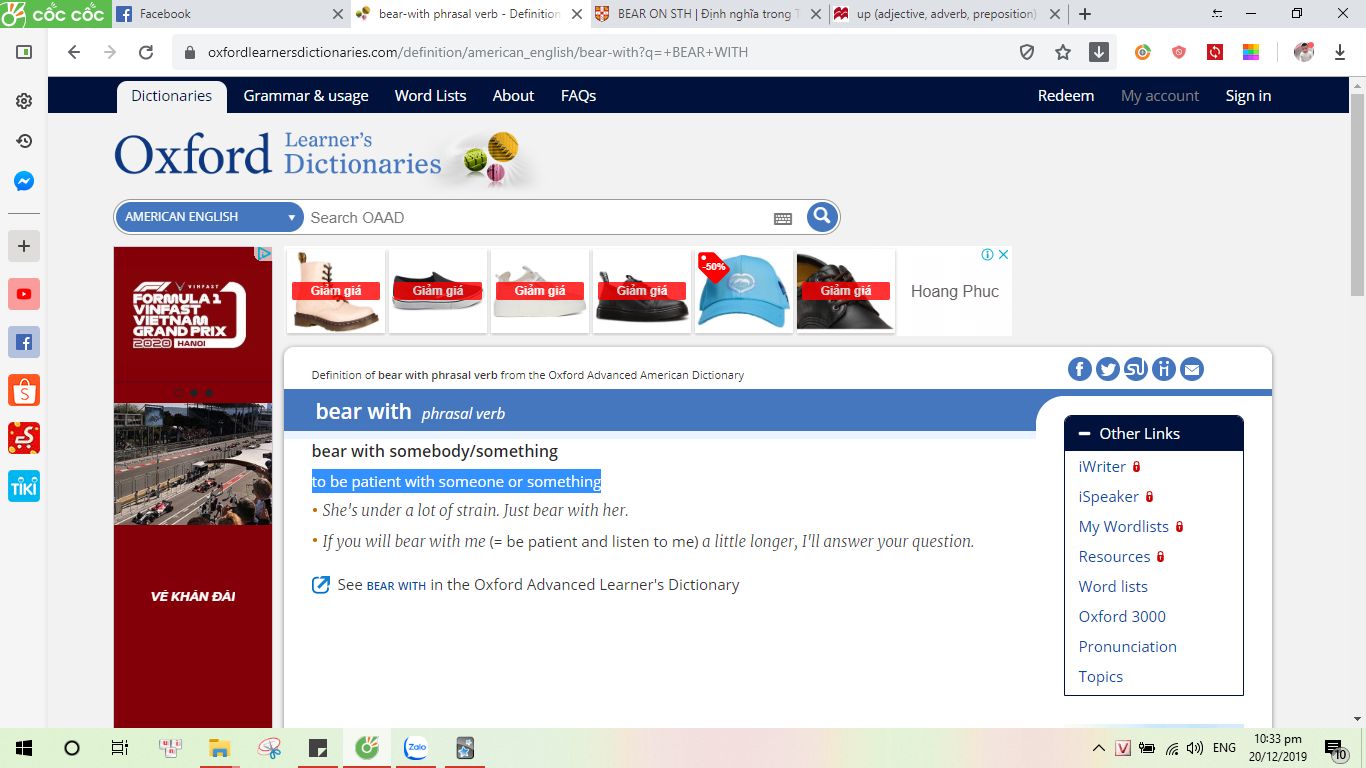 cốc cốc
Facebook
bear-with phrasal verb - Definition
BEAR ON STH | Định nghĩa trong T
up (adjective, adverb, preposition)
oxfordlearnersdictionaries.com/definition/american_english/bear-with?q=+BEAR+WITH
Dictionaries Grammar & usage Word Lists About FAQs Redeem My account Sign in
Oxford Learner's Dictionaries
AMERICAN ENGLISH Search OAAD
VINFAST
FORMULA 1
VINFAST
VIETNAM
GRAND PRIX
2020 HANOI
VÉ KHÁN ĐÀI
Giảm giá Giảm giá Giảm giá Giảm giá -50% Giảm giá Hoang Phuc
Definition of bear with phrasal verb from the Oxford Advanced American Dictionary
bear with phrasal verb
bear with somebody/something
to be patient with someone or something
• She's under a lot of strain. Just bear with her.
• If you will bear with me (= be patient and listen to me) a little longer, I'll answer your question.
See BEAR WITH in the Oxford Advanced Learner's Dictionary
Other Links
iWriter
iSpeaker
My Wordlists
Resources
Word lists
Oxford 3000
Pronunciation
Topics
TIKI
Zalo
V
ENG
10:33 pm
20/12/2019
10